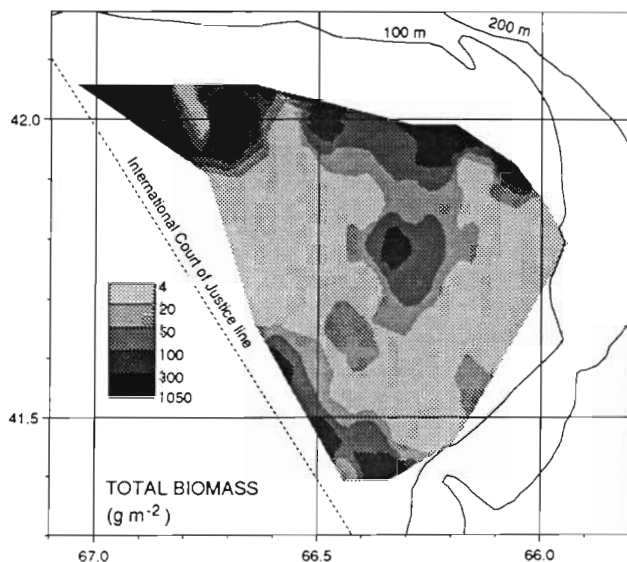 200 m
100 m
42.0
International Court of Justice line
4
20
50
100
300
1050
41.5
TOTAL BIOMASS
(g m⁻²)
67.0 66.5 66.0